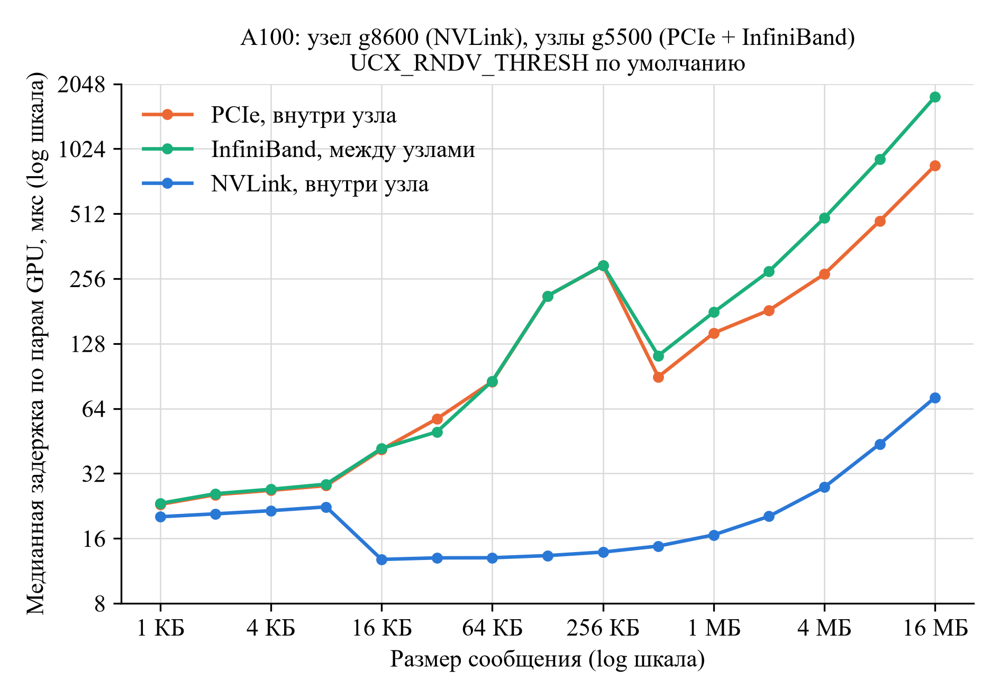 A100: узел g8600 (NVLink), узлы g5500 (PCIe + InfiniBand)
UCX_RNDV_THRESH по умолчанию
Медианная задержка по парам GPU, мкс (log шкала)
2048
1024
512
256
128
64
32
16
8
PCIe, внутри узла
InfiniBand, между узлами
NVLink, внутри узла
1 КБ 4 КБ 16 КБ 64 КБ 256 КБ 1 МБ 4 МБ 16 МБ
Размер сообщения (log шкала)